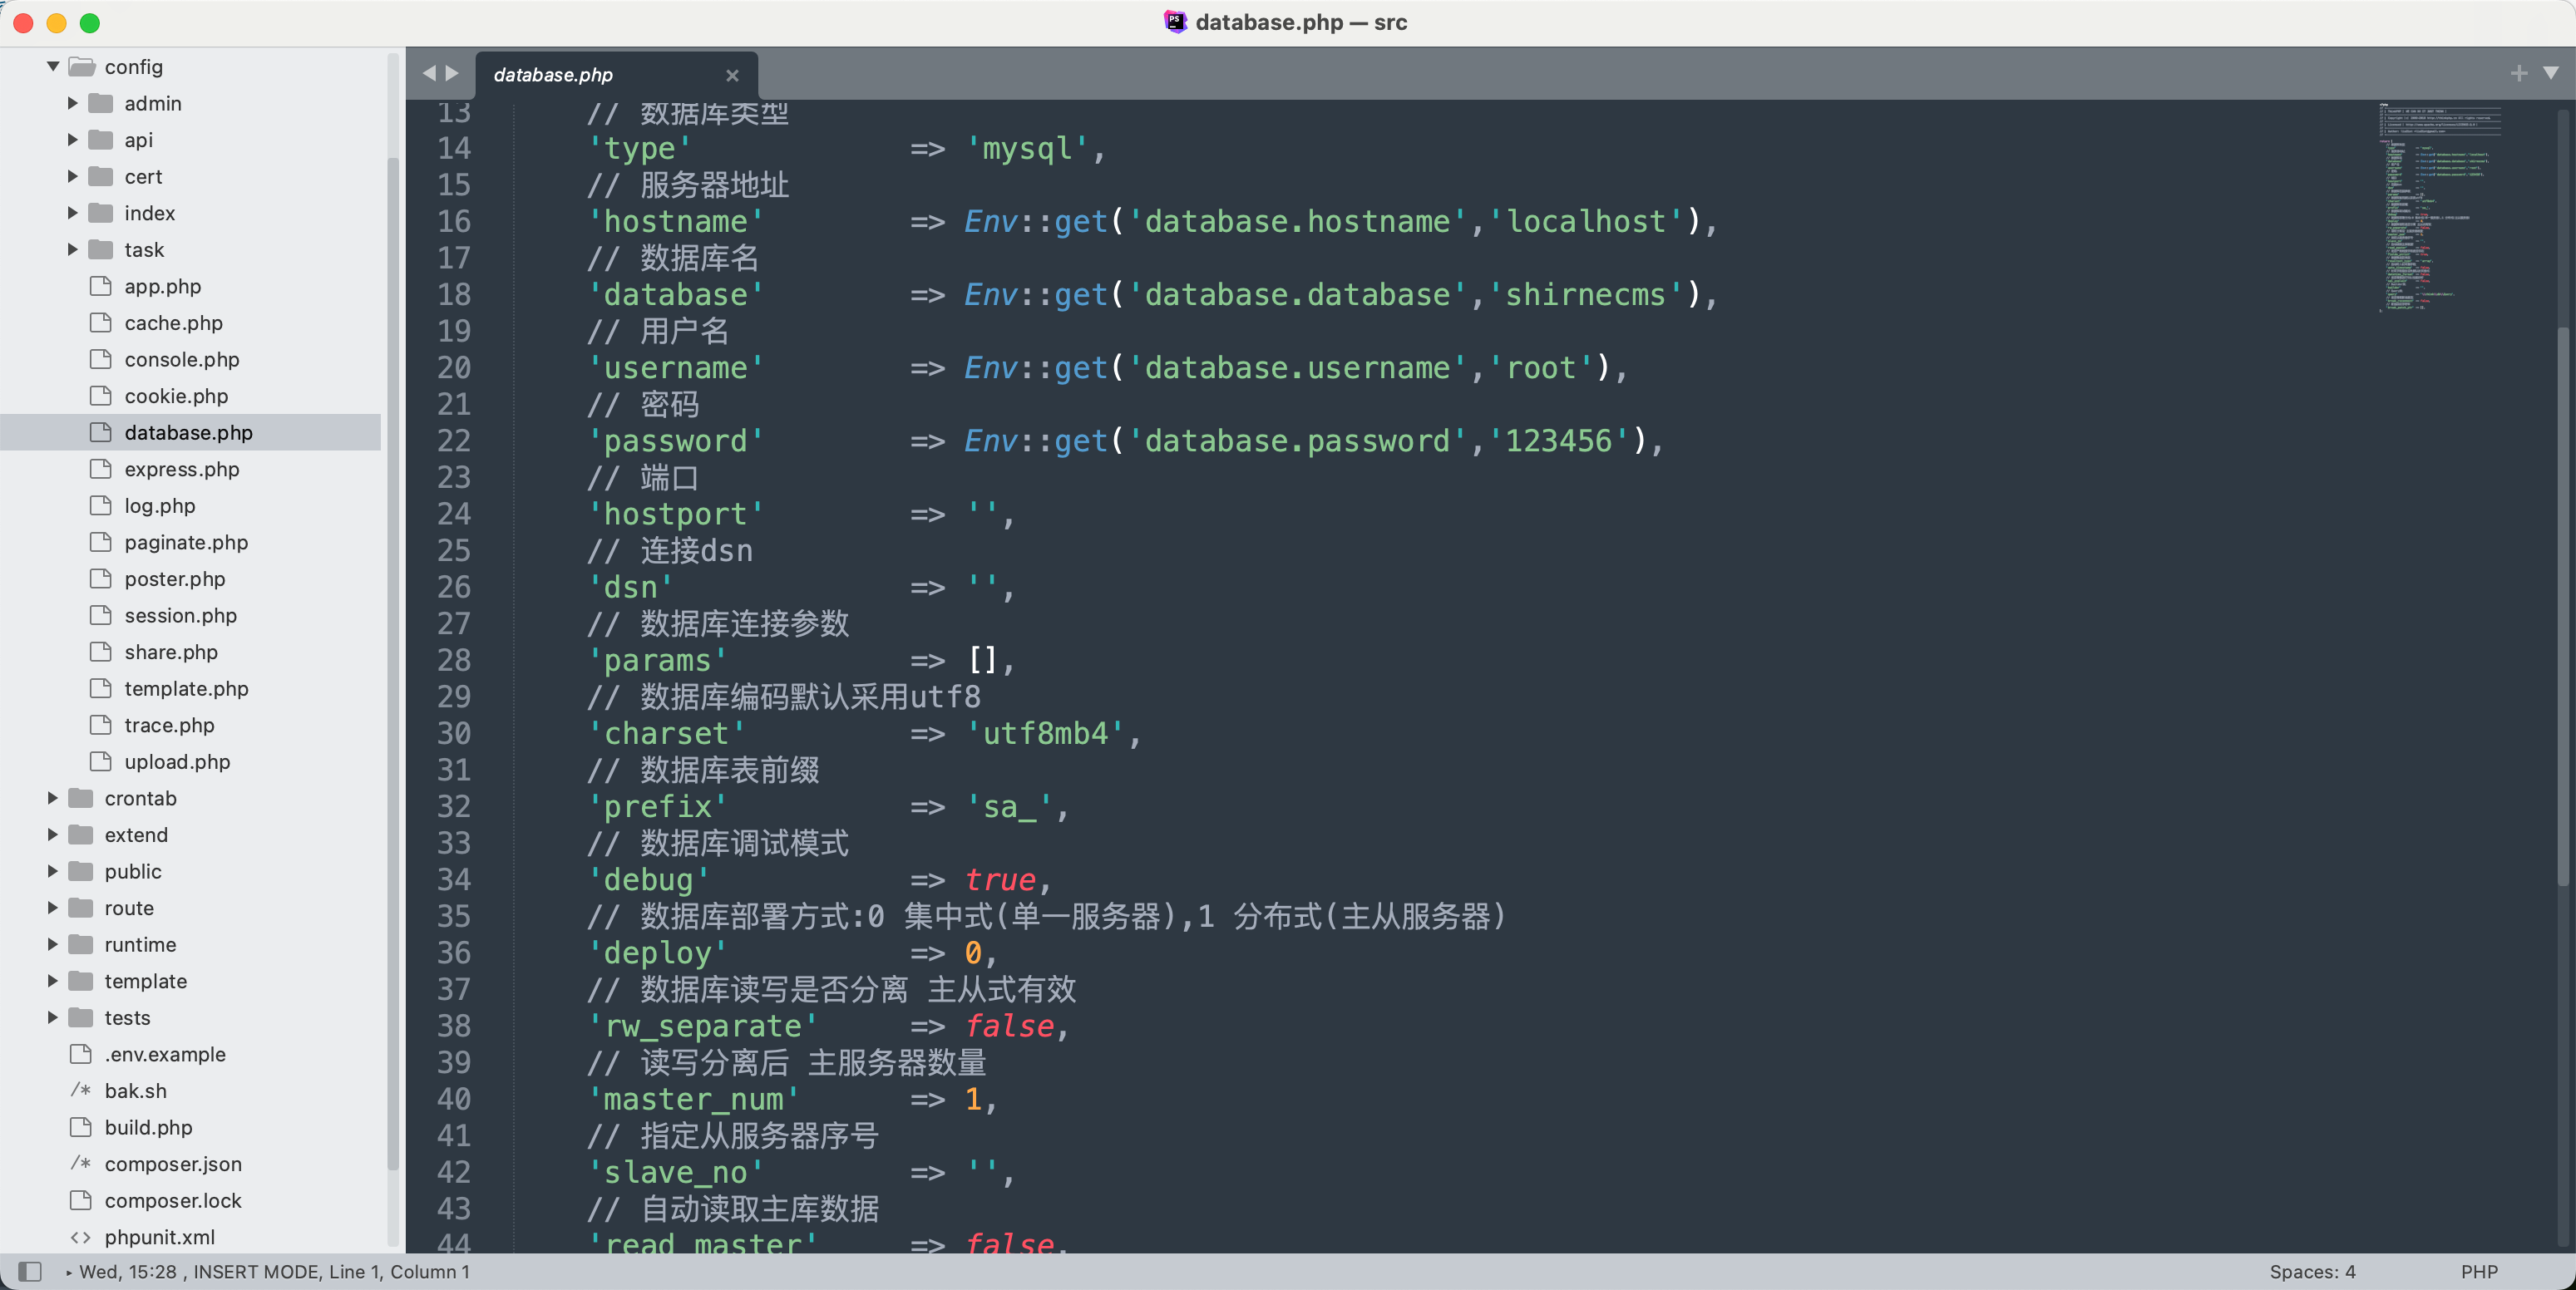 database.php — src
config
admin
api
cert
index
task
app.php
cache.php
console.php
cookie.php
database.php
express.php
log.php
paginate.php
poster.php
session.php
share.php
template.php
trace.php
upload.php
crontab
extend
public
route
runtime
template
tests
.env.example
/* bak.sh
build.php
/* composer.json
composer.lock
<> phpunit.xml
database.php
13 // 数据库类型
14 'type' => 'mysql',
15 // 服务器地址
16 'hostname' => Env::get('database.hostname','localhost'),
17 // 数据库名
18 'database' => Env::get('database.database','shirnecms'),
19 // 用户名
20 'username' => Env::get('database.username','root'),
21 // 密码
22 'password' => Env::get('database.password','123456'),
23 // 端口
24 'hostport' => '',
25 // 连接dsn
26 'dsn' => '',
27 // 数据库连接参数
28 'params' => [],
29 // 数据库编码默认采用utf8
30 'charset' => 'utf8mb4',
31 // 数据库表前缀
32 'prefix' => 'sa_',
33 // 数据库调试模式
34 'debug' => true,
35 // 数据库部署方式:0 集中式(单一服务器),1 分布式(主从服务器)
36 'deploy' => 0,
37 // 数据库读写是否分离 主从式有效
38 'rw_separate' => false,
39 // 读写分离后 主服务器数量
40 'master_num' => 1,
41 // 指定从服务器序号
42 'slave_no' => '',
43 // 自动读取主库数据
44 'read_master' => false,
Wed, 15:28 , INSERT MODE, Line 1, Column 1
Spaces: 4
PHP